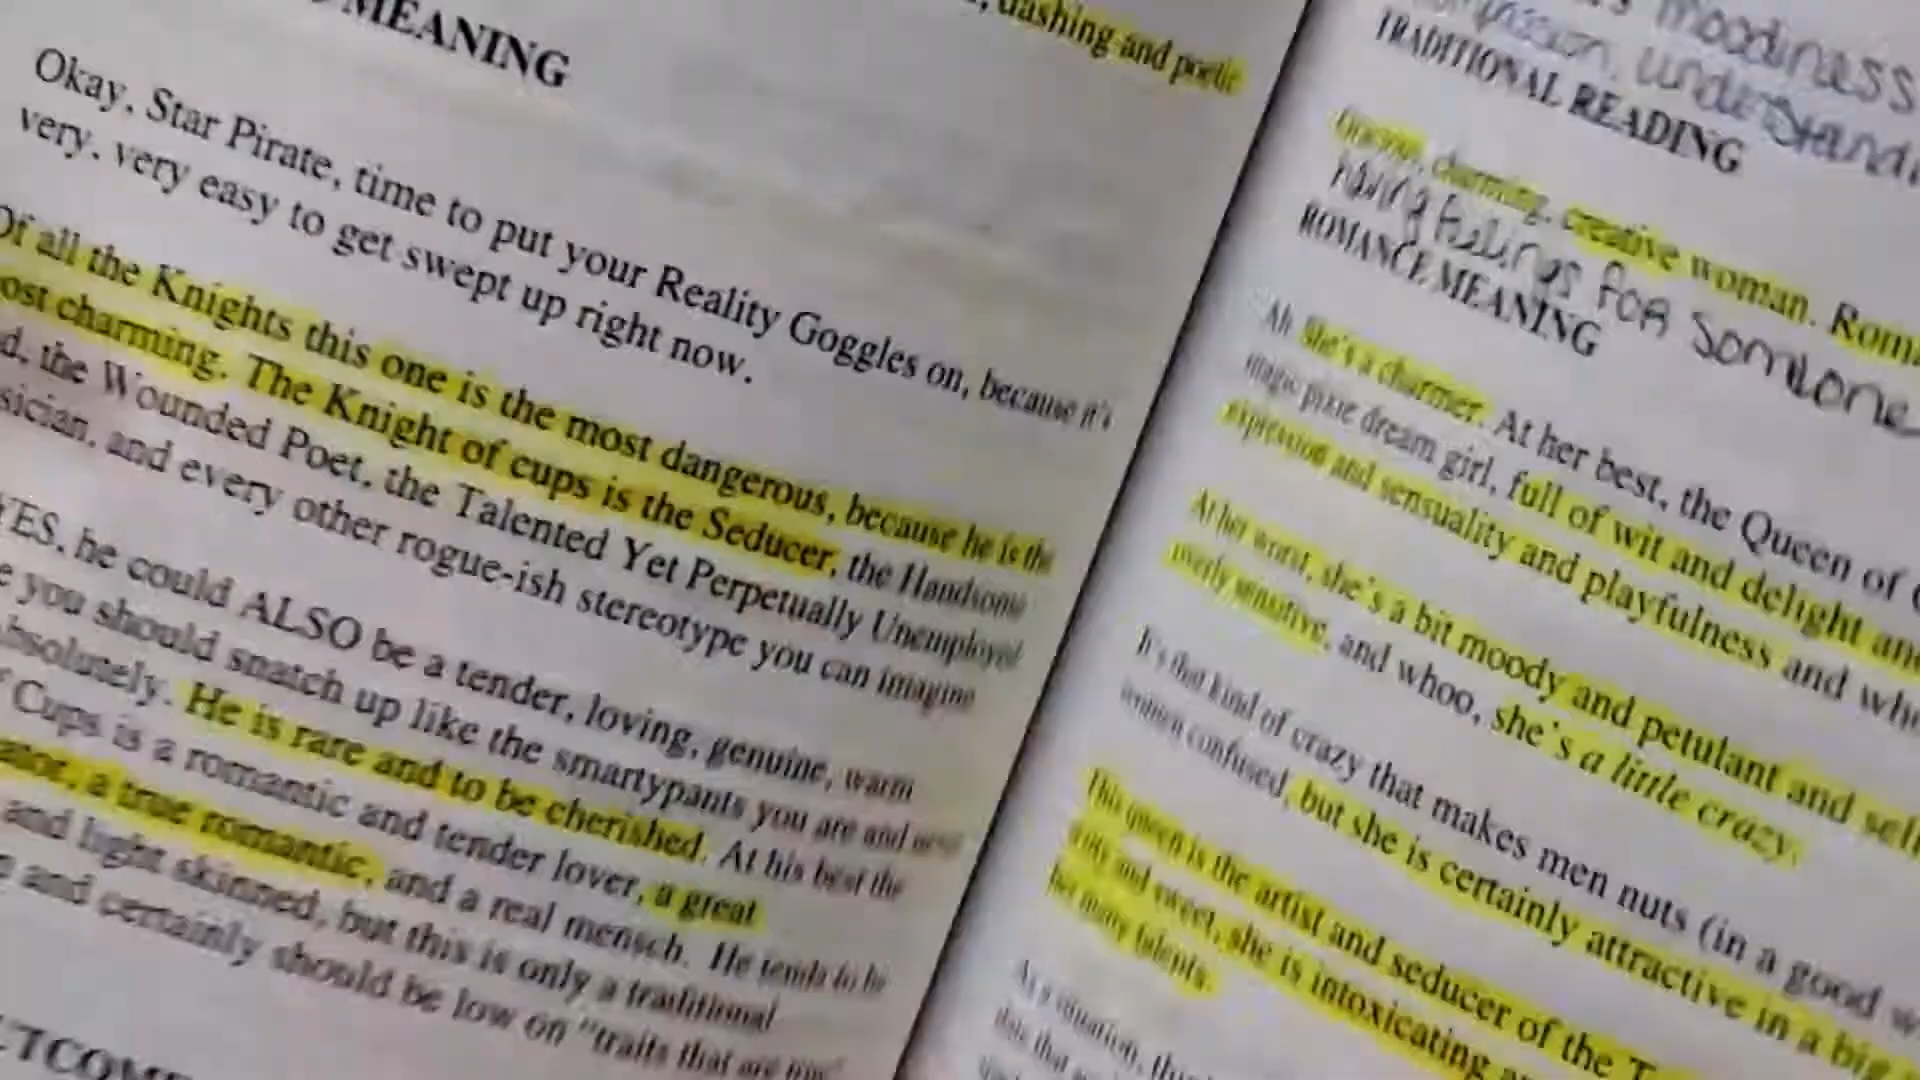 dashing and poetic
MEANING
Okay, Star Pirate, time to put your Reality Goggles on, because it's
very, very easy to get swept up right now.
Of all the Knights this one is the most dangerous, because he is the
most charming. The Knight of cups is the Seducer, the Handsome
the Wounded Poet, the Talented Yet Perpetually Unemployed
and every other rogue-ish stereotype you can imagine
YES, he could ALSO be a tender, loving, genuine, warm
you should snatch up like the smartypants you are and
Absolutely. He is rare and to be cherished. At his best the
Cups is a romantic and tender lover, a great
a true romantic, and a real mensch. He tends to be
and light skinned, but this is only a traditional
and certainly should be low on "traits that are
moodiness
understand
TRADITIONAL READING
charming, creative woman.
having feelings for someone
ROMANCE MEANING
Ah she's a charmer. At her best, the Queen of
magic pixie dream girl, full of wit and delight and
expression and sensuality and playfulness and
At her worst, she's a bit moody and petulant and
overly sensitive, and whoo, she's a little crazy.
It's that kind of crazy that makes men nuts (in a good
women confused, but she is certainly attractive in a big
This queen is the artist and seducer of the
witty and sweet, she is intoxicating
her many talents.
As a situation,
date that